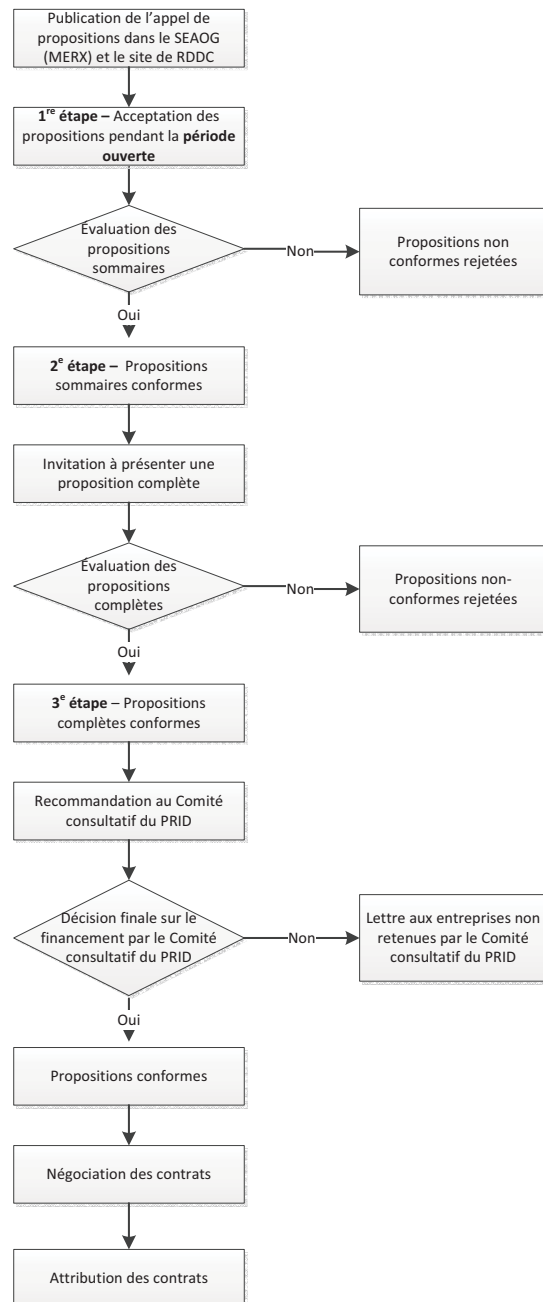 Publication de l'appel de
propositions dans le SEAOG
(MERX) et le site de RDDC
1re étape – Acceptation des
propositions pendant la période
ouverte
Évaluation des
propositions
sommaires
Non
Propositions non
conformes rejetées
Oui
2e étape – Propositions
sommaires conformes
Invitation à présenter une
proposition complète
Évaluation des
propositions
complètes
Non
Propositions non-
conformes rejetées
Oui
3e étape – Propositions
complètes conformes
Recommandation au Comité
consultatif du PRID
Décision finale sur le
financement par le Comité
consultatif du PRID
Non
Lettre aux entreprises non
retenues par le Comité
consultatif du PRID
Oui
Propositions conformes
Négociation des contrats
Attribution des contrats